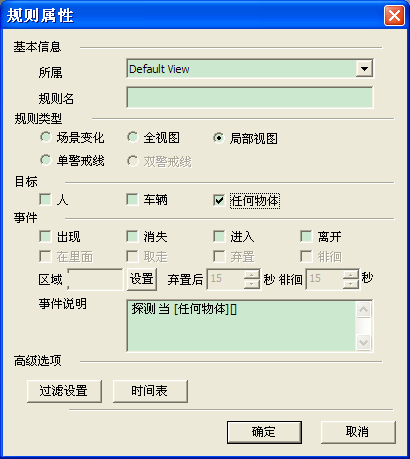 规则属性
基本信息
所属 Default View
规则名
规则类型
场景变化 全视图 局部视图
单警戒线 双警戒线
目标
人 车辆 任何物体
事件
出现 消失 进入 离开
在里面 取走 弃置 徘徊
区域 设置 弃置后 15 秒 徘徊 15 秒
事件说明 探测 当 [任何物体][]
高级选项
过滤设置 时间表
确定 取消